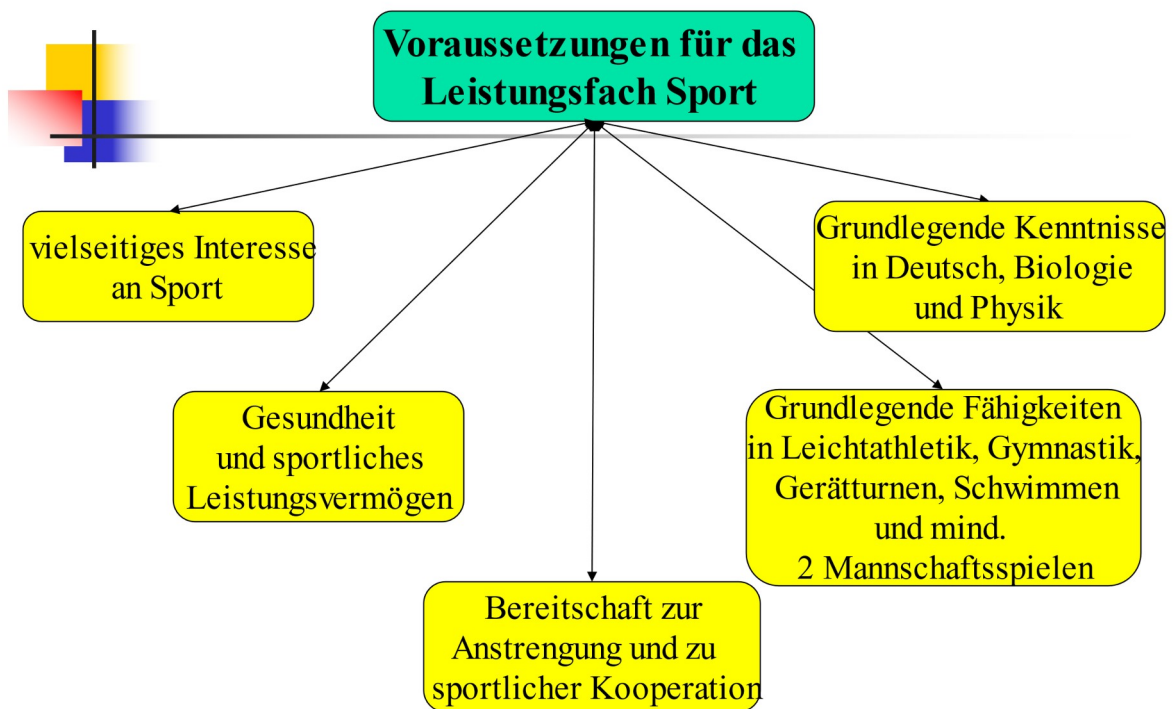 Voraussetzungen für das
Leistungsfach Sport
vielseitiges Interesse
an Sport
Grundlegende Kenntnisse
in Deutsch, Biologie
und Physik
Gesundheit
und sportliches
Leistungsvermögen
Grundlegende Fähigkeiten
in Leichtathletik, Gymnastik,
Gerätturnen, Schwimmen
und mind.
2 Mannschaftsspielen
Bereitschaft zur
Anstrengung und zu
sportlicher Kooperation